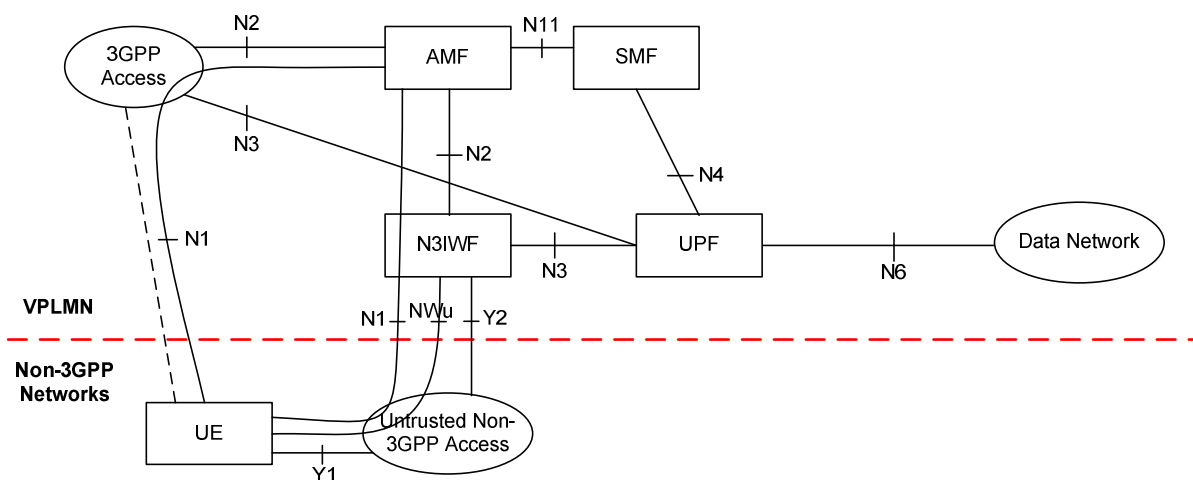 N2
N11
3GPP
Access
AMF
SMF
N3
N2
N4
N1
N3IWF
UPF
Data Network
N3
N6
VPLMN
N1
NWu
Y2
Non-3GPP
Networks
UE
Untrusted Non-
3GPP Access
Y1